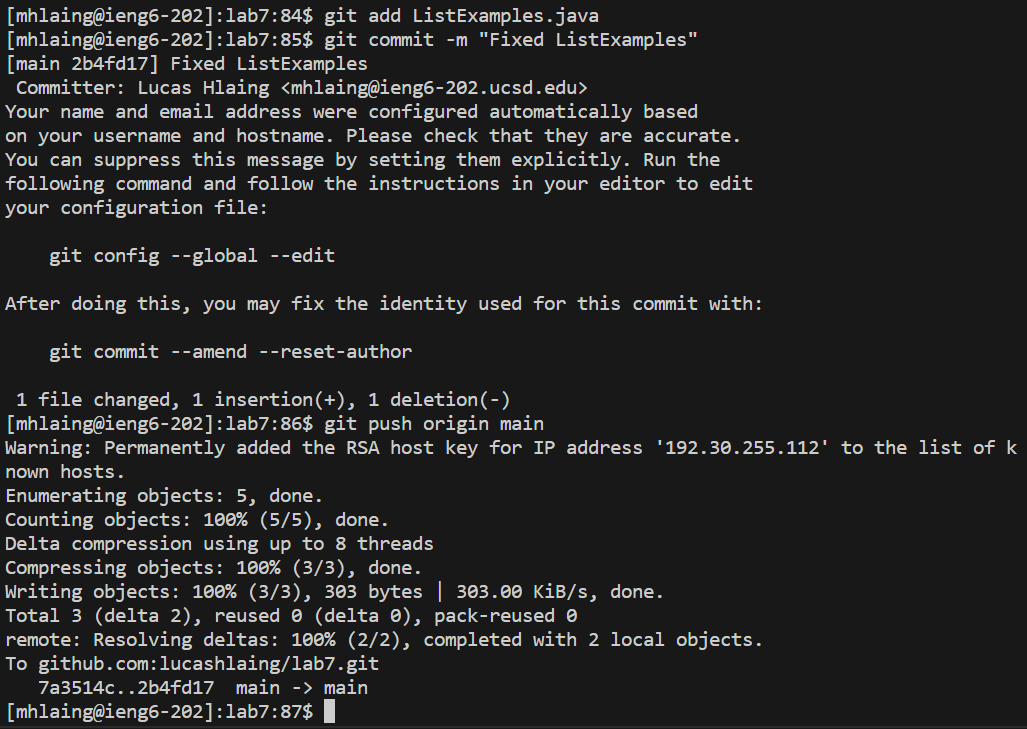 [mhlaing@ieng6-202]:lab7:84$ git add ListExamples.java
[mhlaing@ieng6-202]:lab7:85$ git commit -m "Fixed ListExamples"
[main 2b4fd17] Fixed ListExamples
 Committer: Lucas Hlaing <mhlaing@ieng6-202.ucsd.edu>
Your name and email address were configured automatically based
on your username and hostname. Please check that they are accurate.
You can suppress this message by setting them explicitly. Run the
following command and follow the instructions in your editor to edit
your configuration file:

    git config --global --edit

After doing this, you may fix the identity used for this commit with:

    git commit --amend --reset-author

 1 file changed, 1 insertion(+), 1 deletion(-)
[mhlaing@ieng6-202]:lab7:86$ git push origin main
Warning: Permanently added the RSA host key for IP address '192.30.255.112' to the list of k
nown hosts.
Enumerating objects: 5, done.
Counting objects: 100% (5/5), done.
Delta compression using up to 8 threads
Compressing objects: 100% (3/3), done.
Writing objects: 100% (3/3), 303 bytes | 303.00 KiB/s, done.
Total 3 (delta 2), reused 0 (delta 0), pack-reused 0
remote: Resolving deltas: 100% (2/2), completed with 2 local objects.
To github.com:lucashlaing/lab7.git
   7a3514c..2b4fd17  main -> main
[mhlaing@ieng6-202]:lab7:87$